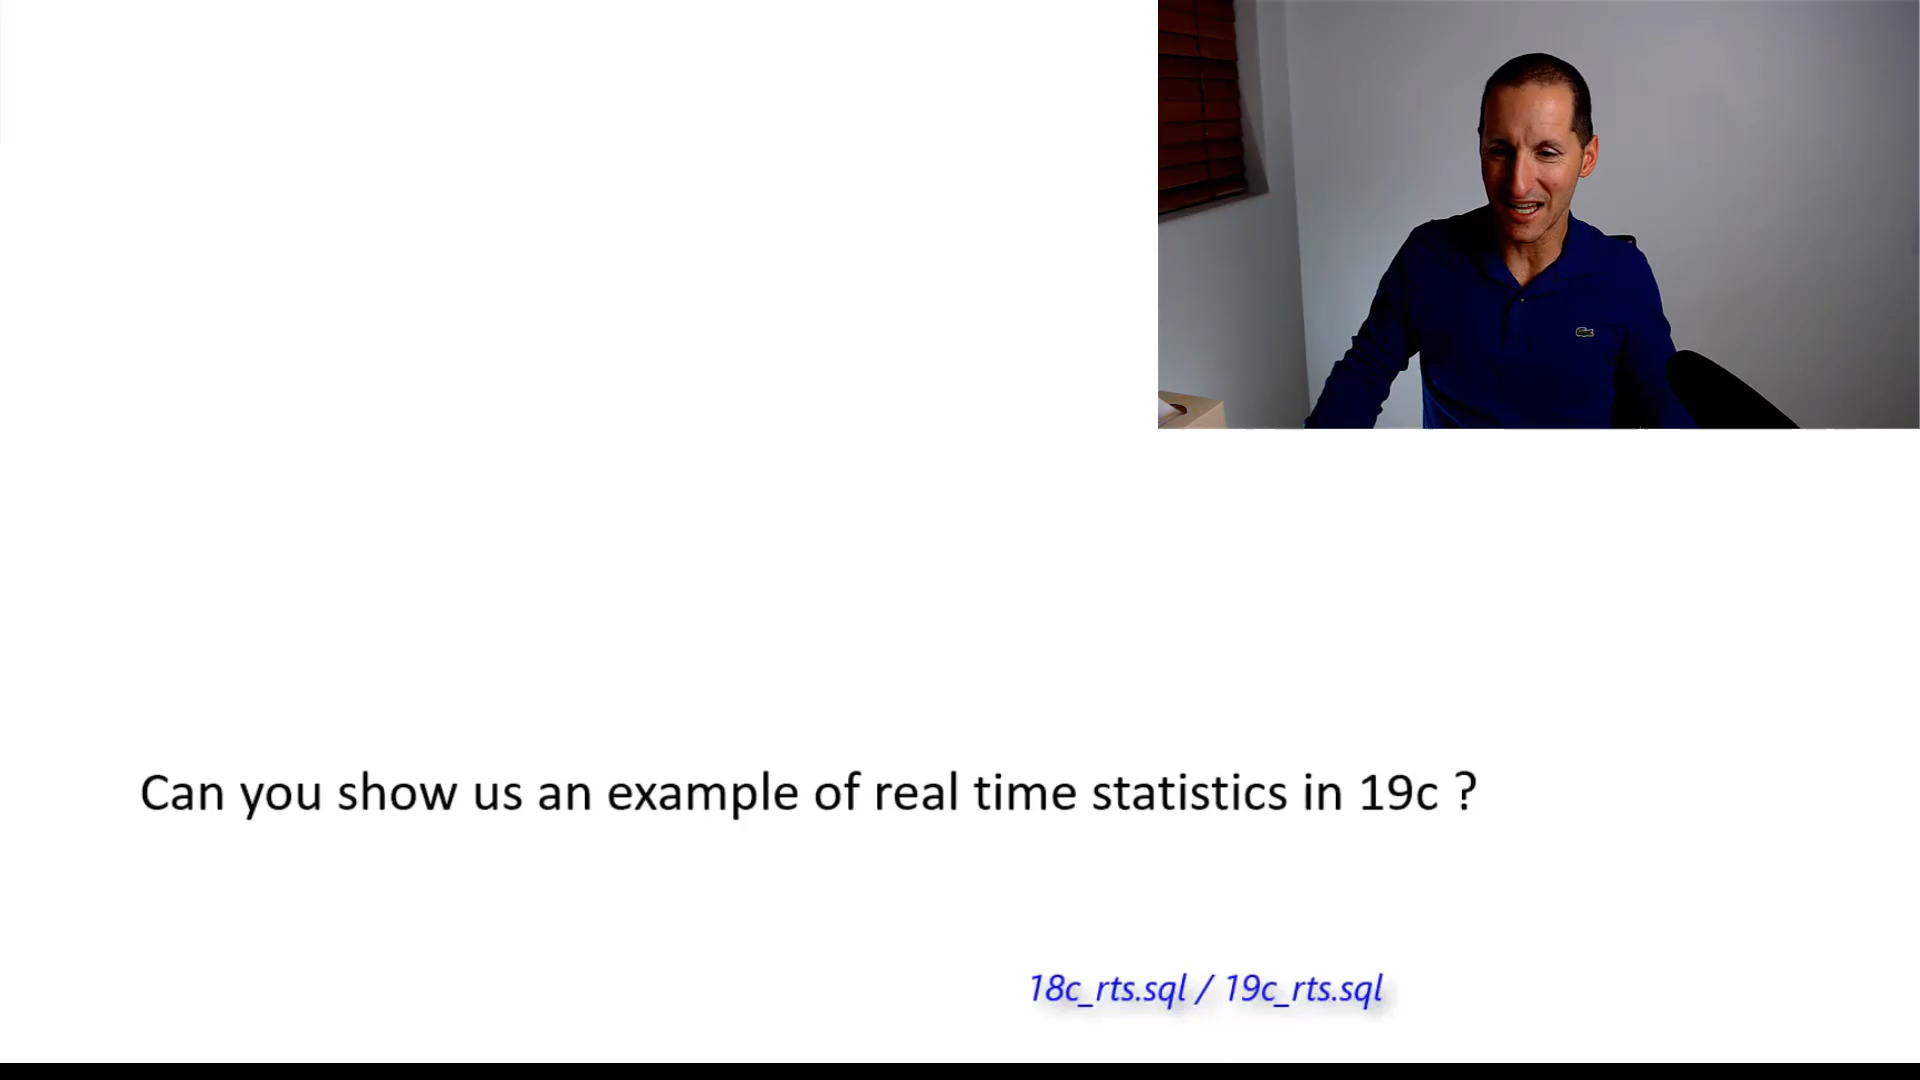 Can you show us an example of real time statistics in 19c ?
18c_rts.sql / 19c_rts.sql